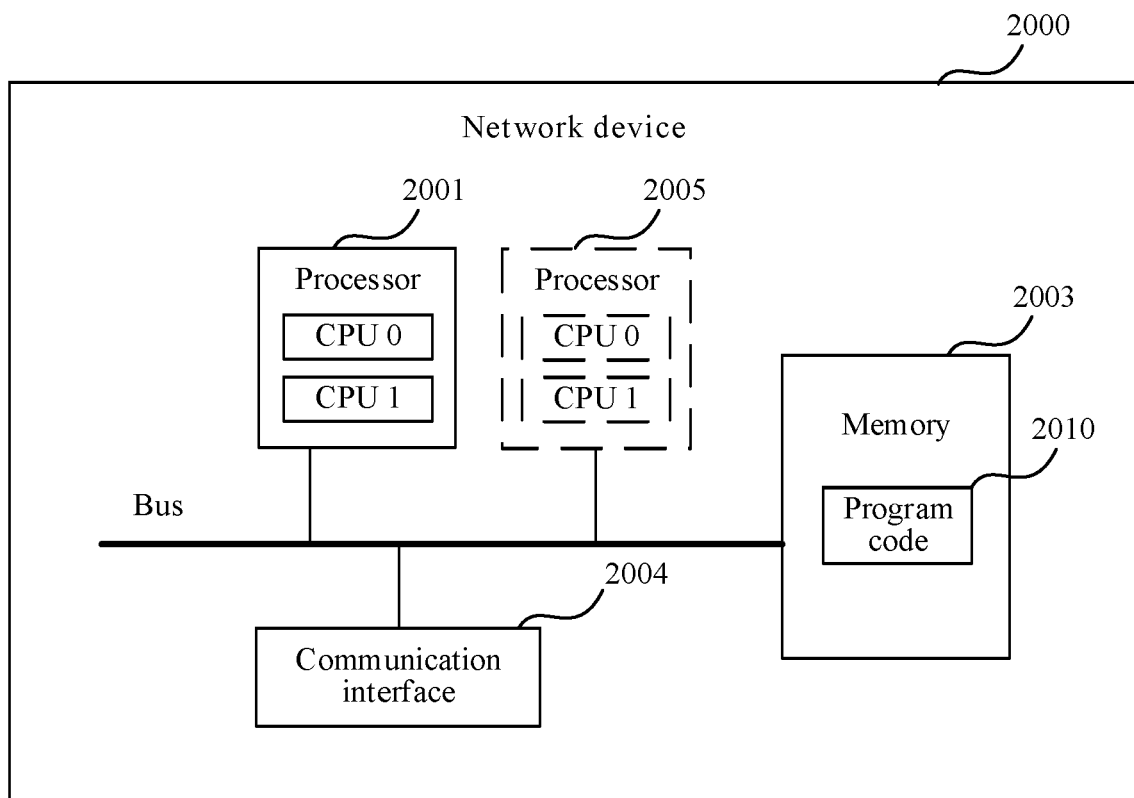 2000
Network device
2001
2005
Processor
CPU 0
CPU 1
Processor
CPU 0
CPU 1
2003
Memory
2010
Program
code
Bus
2004
Communication
interface